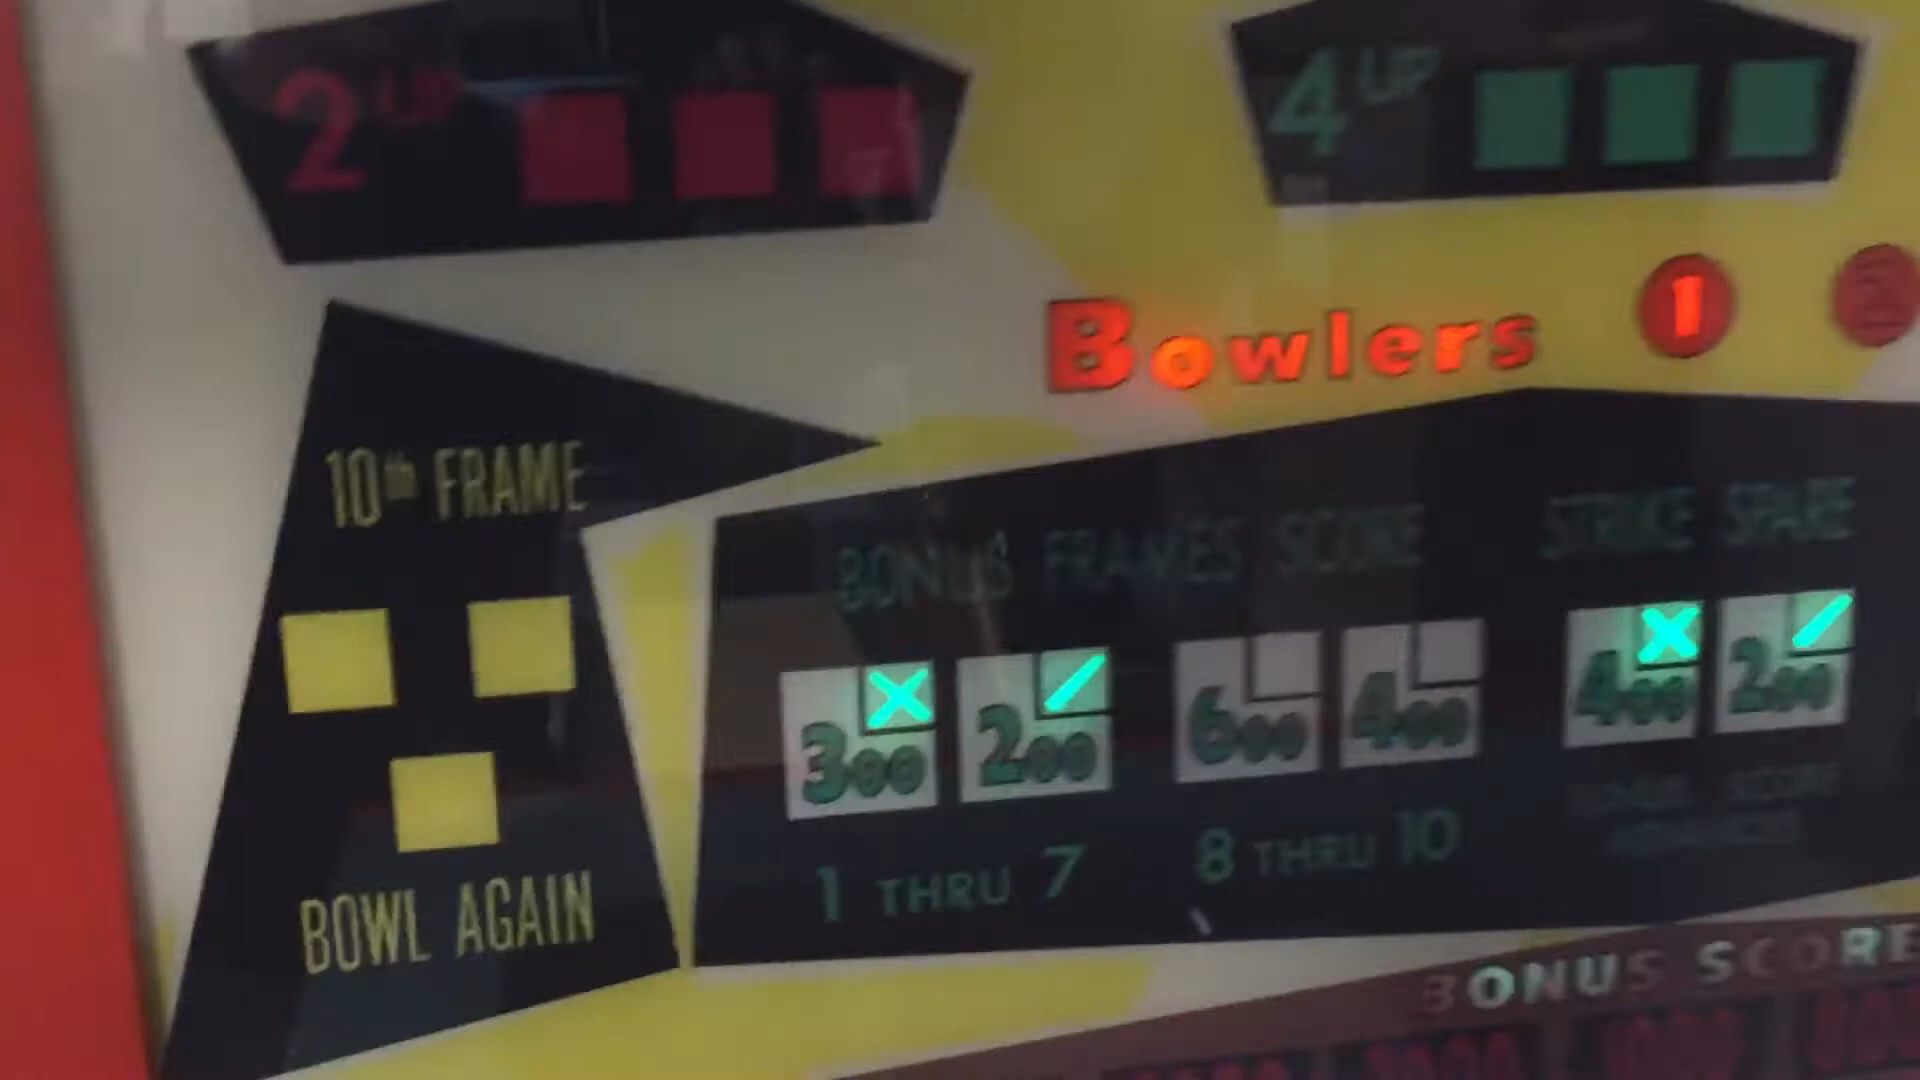 2 UP
4 UP
Bowlers 1 2
10th FRAME
BOWL AGAIN
BONUS FRAMES SCORE
300 200 600 400
1 THRU 7
8 THRU 10
STRIKE SPARE
400 200
BONUS SCORE